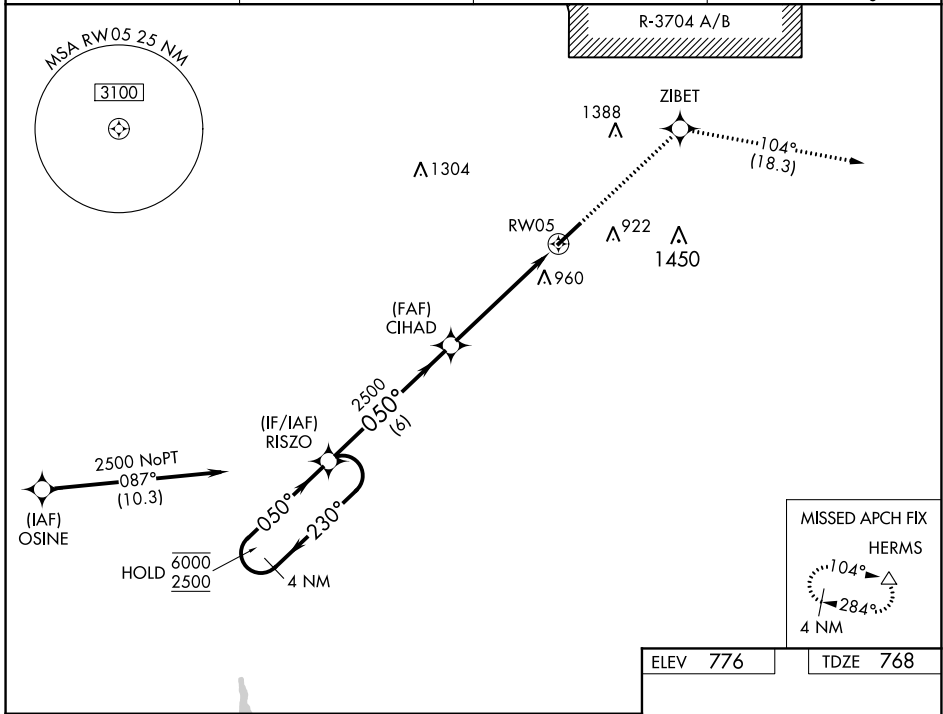 R-3704 A/B
MSA RW05 25 NM
3100
ZIBET
1388
104°
(18.3)
1304
RW05
922
1450
960
(FAF)
CIHAD
2500
050°
(6)
(IF/IAF)
RISZO
2500 NoPT
087°
(10.3)
(IAF)
OSINE
050°
230°
HOLD
6000
2500
4 NM
MISSED APCH FIX
HERMS
104°
284°
4 NM
ELEV 776
TDZE 768